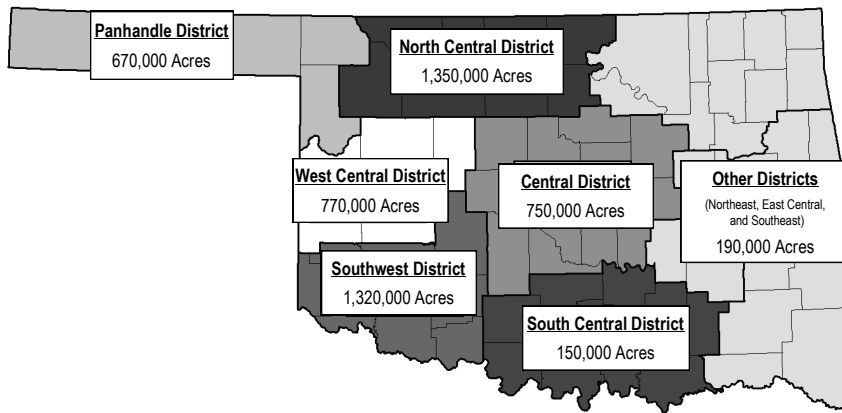 Panhandle District
670,000 Acres
North Central District
1,350,000 Acres
West Central District
770,000 Acres
Central District
750,000 Acres
Other Districts
(Northeast, East Central,
and Southeast)
190,000 Acres
Southwest District
1,320,000 Acres
South Central District
150,000 Acres